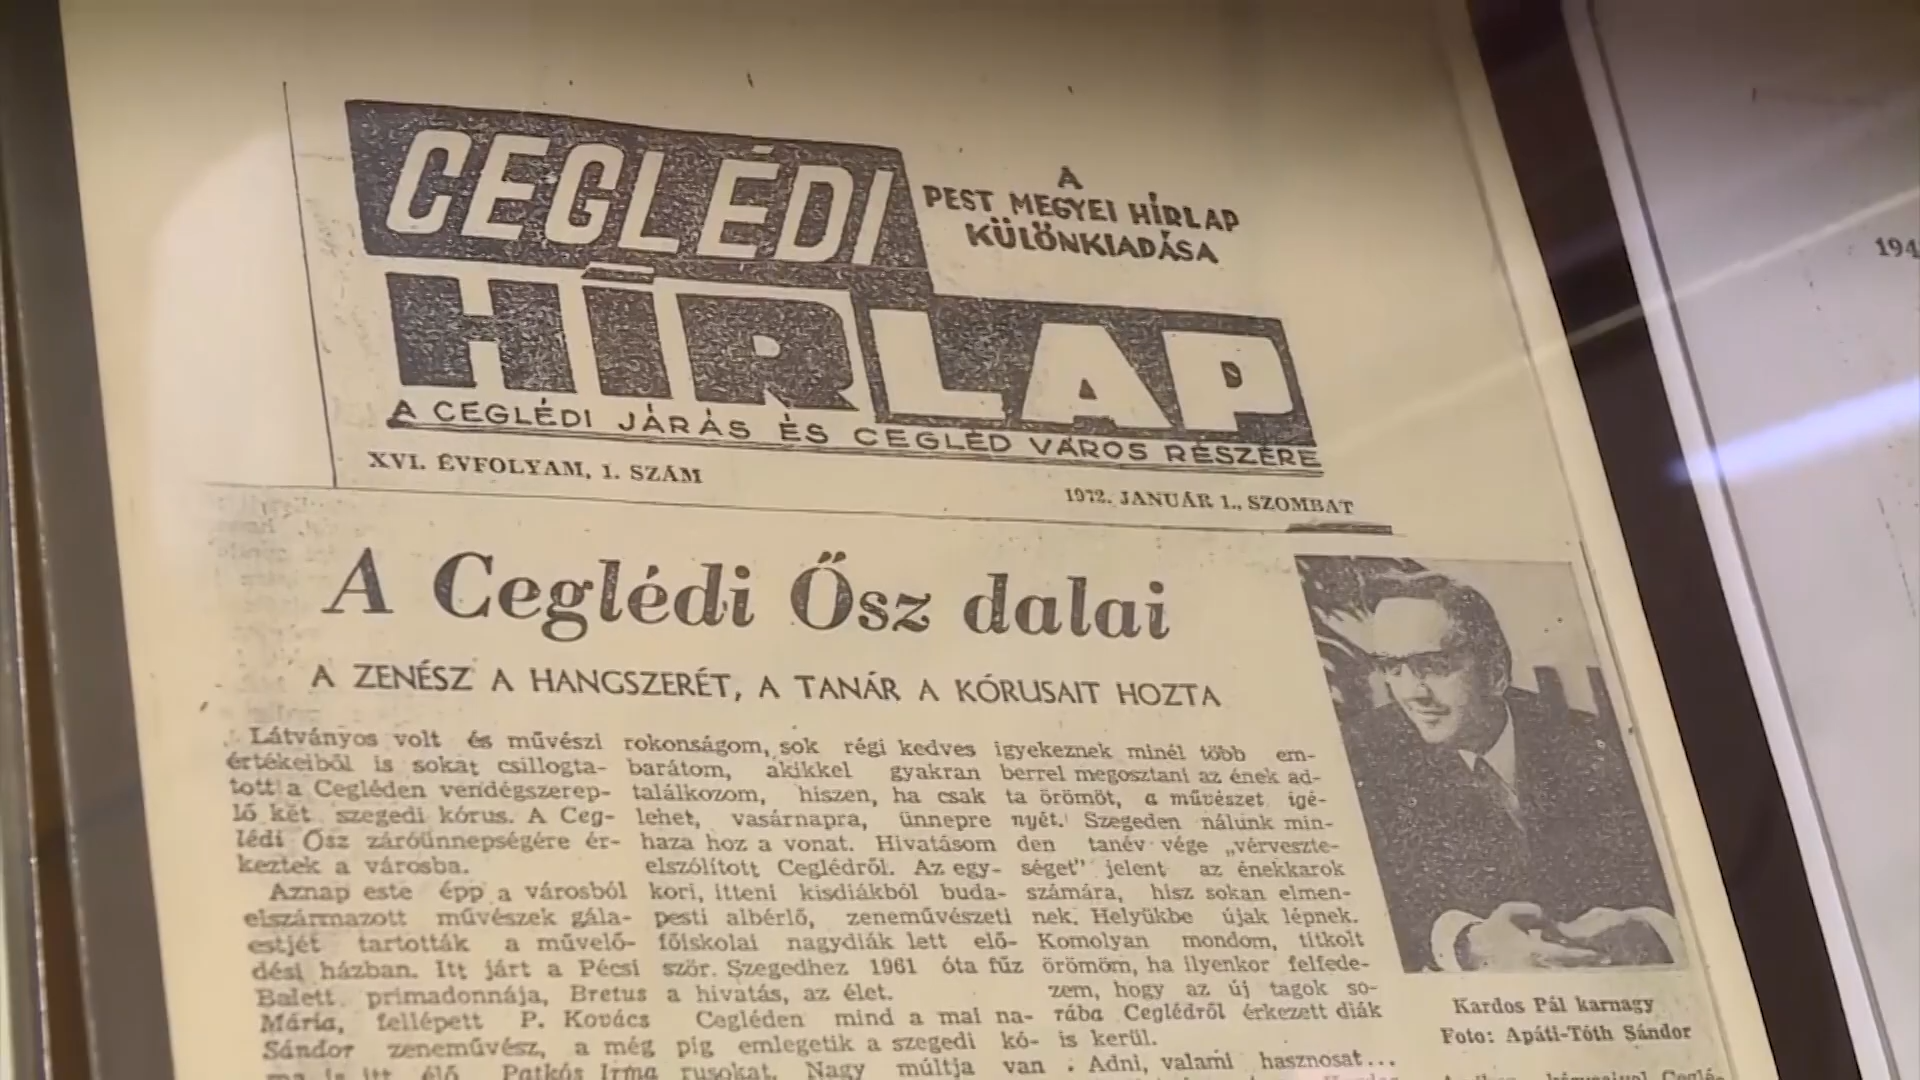 CEGLÉDI
HÍRLAP
A
PEST MEGYEI HÍRLAP
KÜLÖNKIADÁSA
A CEGLÉDI JÁRÁS ÉS CEGLÉD VÁROS RÉSZÉRE
XVI. ÉVFOLYAM, 1. SZÁM
1972. JANUÁR 1., SZOMBAT
A Ceglédi Ősz dalai
A ZENÉSZ A HANGSZERÉT, A TANÁR A KÓRUSAIT HOZTA
Látványos volt és művészi
értékeiből is sokat csillogta-
tott a Cegléden vendégszerep-
lő két szegedi kórus. A Ceg-
lédi Ősz záróünnepségére ér-
keztek a városba.
Aznap este épp a városból
elszármazott művészek gála-
estjét tartották a művelő-
dési házban. Itt járt a Pécsi
Balett primadonnája, Bretus
Mária, fellépett P. Kovács
Sándor zeneművész, a még
ma is itt élő Patkós Irma
rokonságom, sok régi kedves
barátom, akikkel gyakran
találkozom, hiszen, ha csak
lehet, vasárnapra, ünnepre
haza hoz a vonat. Hivatásom
elszólított Ceglédről. Az egy-
kori, itteni kisdiákból buda-
pesti albérlő, zeneművészeti
főiskolai nagydiák lett elő-
ször. Szegedhez 1961 óta fűz
a hivatás, az élet.
Cegléden mind a mai na-
pig emlegetik a szegedi kó-
rusokat. Nagy múltja van
igyekeznek minél több em-
berrel megosztani az ének ad-
ta örömöt, a művészet igé-
nyét. Szegeden nálunk min-
den tanév vége „vérveszte-
séget” jelent az énekkarok
számára, hisz sokan elmen-
nek. Helyükbe újak lépnek.
Komolyan mondom, titkolt
örömöm, ha ilyenkor felfede-
zem, hogy az új tagok so-
rába Ceglédről érkezett diák
is kerül.
. Adni, valami hasznosat...
Kardos Pál karnagy
Foto: Apáti-Tóth Sándor
194